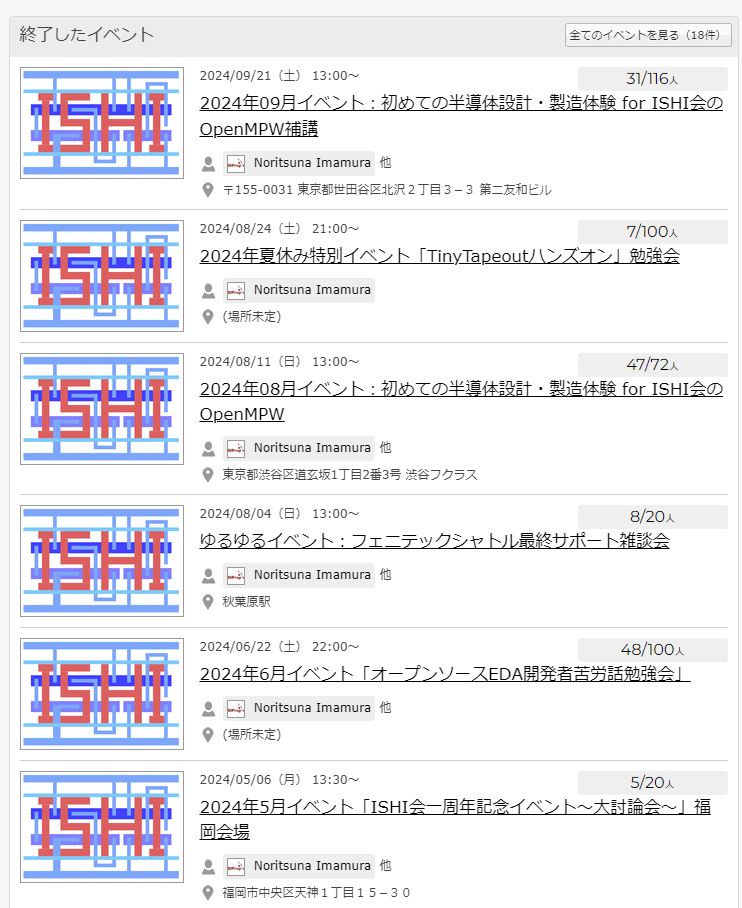 終了したイベント
全てのイベントを見る（18件）
ISHI
2024/09/21（土） 13:00～
31/116人
2024年09月イベント：初めての半導体設計・製造体験 for ISHI会の
OpenMPW補講
Noritsuna Imamura 他
〒155-0031 東京都世田谷区北沢２丁目３−３ 第二友和ビル
ISHI
2024/08/24（土） 21:00～
7/100人
2024年夏休み特別イベント「TinyTapeoutハンズオン」勉強会
Noritsuna Imamura
(場所未定)
ISHI
2024/08/11（日） 13:00～
47/72人
2024年08月イベント：初めての半導体設計・製造体験 for ISHI会の
OpenMPW
Noritsuna Imamura 他
東京都渋谷区道玄坂1丁目2番3号 渋谷フクラス
ISHI
2024/08/04（日） 13:00～
8/20人
ゆるゆるイベント：フェニテックシャトル最終サポート雑談会
Noritsuna Imamura 他
秋葉原駅
ISHI
2024/06/22（土） 22:00～
48/100人
2024年6月イベント「オープンソースEDA開発者苦労話勉強会」
Noritsuna Imamura 他
(場所未定)
ISHI
2024/05/06（月） 13:30～
5/20人
2024年5月イベント「ISHI会一周年記念イベント～大討論会～」福
岡会場
Noritsuna Imamura 他
福岡市中央区天神１丁目１５−３０